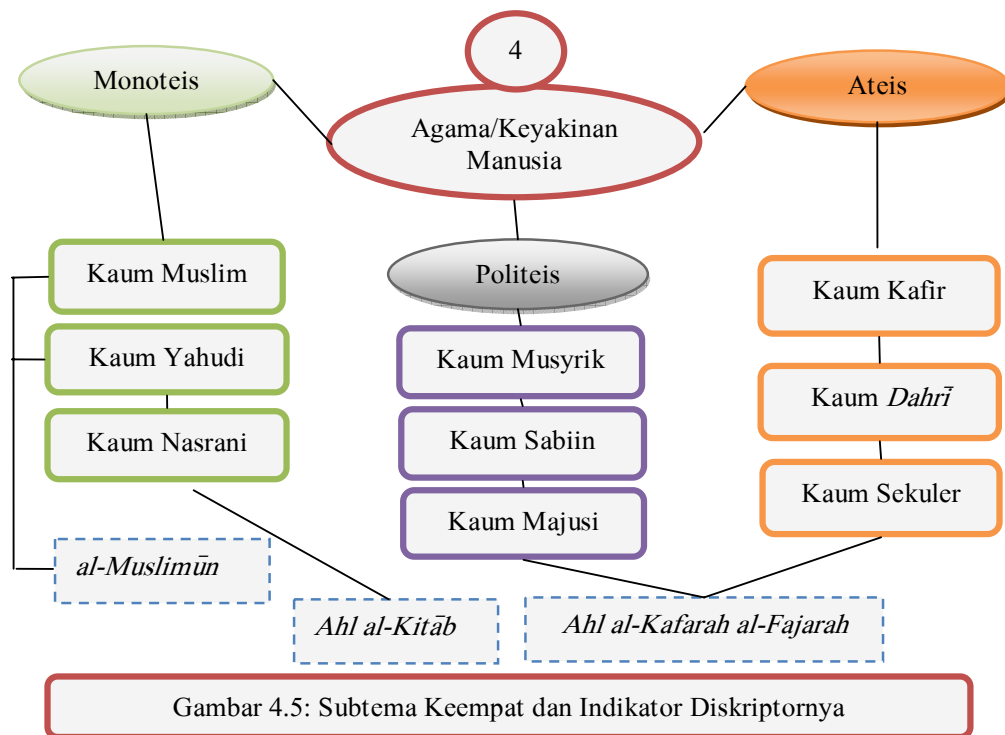 4
Agama/Keyakinan
Manusia
Monoteis
Ateis
Politeis
Kaum Muslim
Kaum Yahudi
Kaum Nasrani
Kaum Musyrik
Kaum Sabiin
Kaum Majusi
Kaum Kafir
Kaum Dahrī
Kaum Sekuler
al-Muslimūn
Ahl al-Kitāb
Ahl al-Kafarah al-Fajarah
Gambar 4.5: Subtema Keempat dan Indikator Diskriptornya